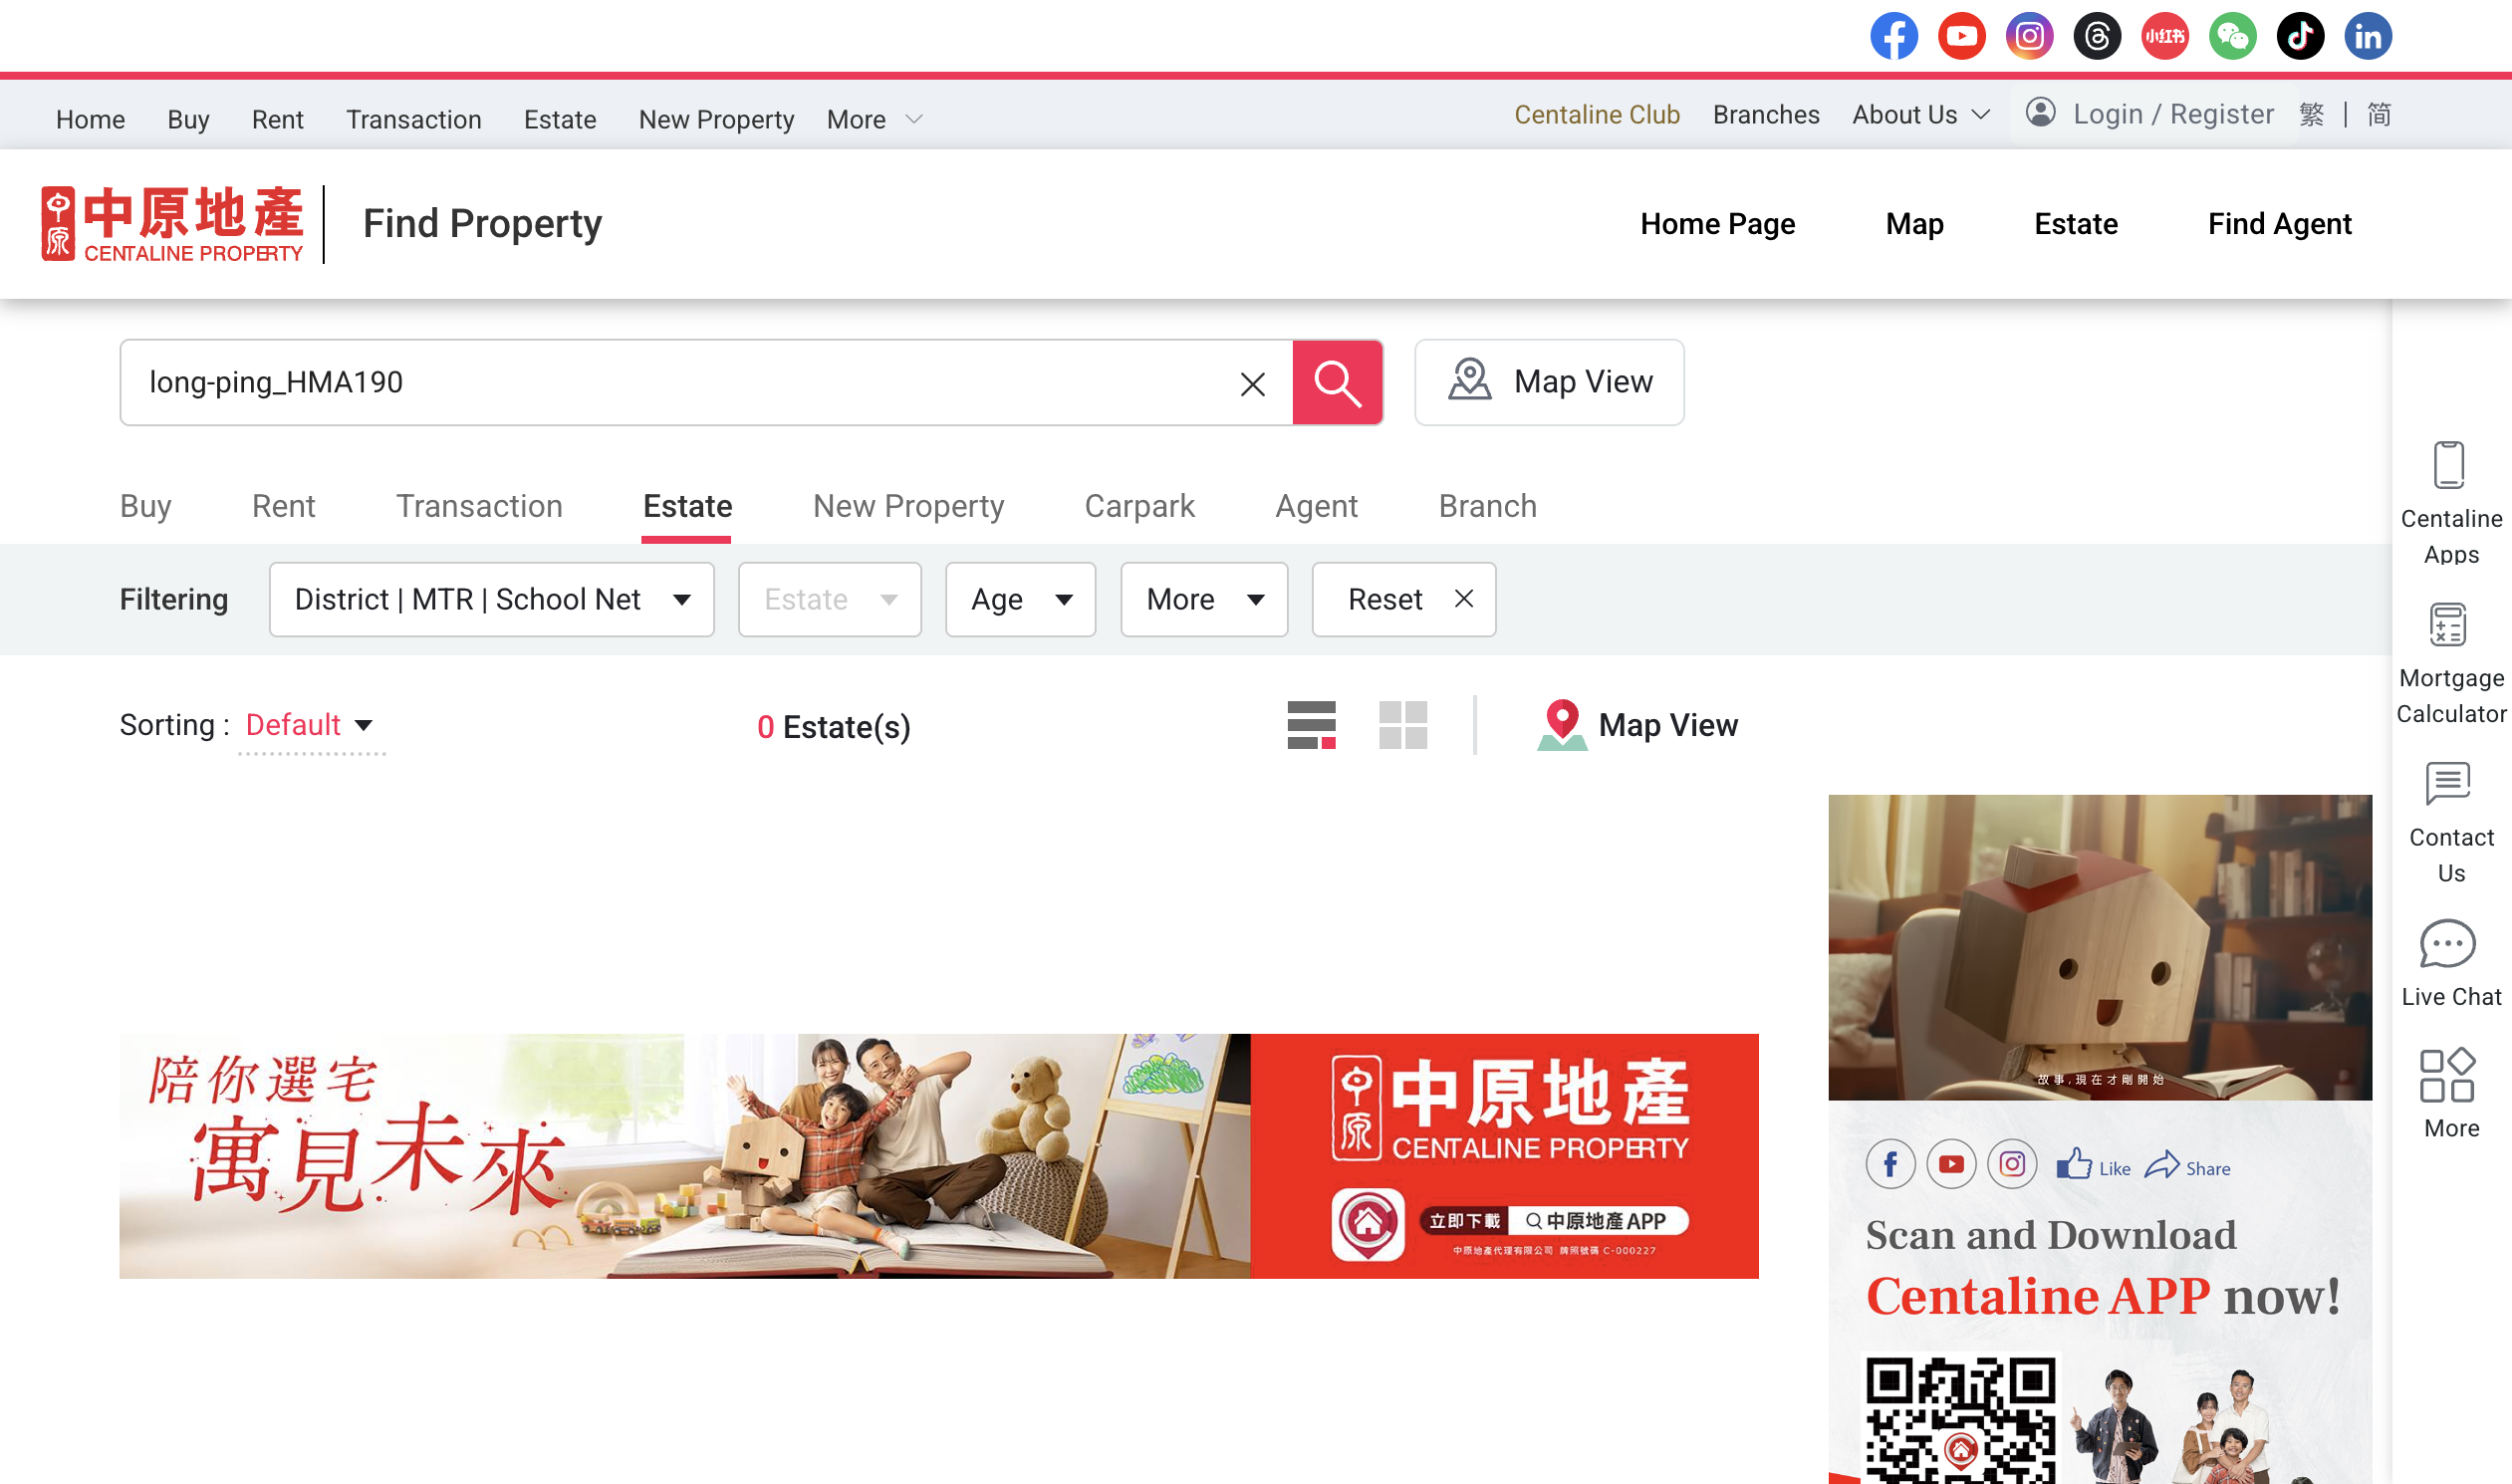 小红书
Home Buy Rent Transaction Estate New Property More
Centaline Club Branches About Us Login / Register 繁 | 简
中原 中原地產
CENTALINE PROPERTY
Find Property
Home Page Map Estate Find Agent
long-ping_HMA190
Map View
Buy Rent Transaction Estate New Property Carpark Agent Branch
Filtering District | MTR | School Net Estate Age More Reset
Sorting : Default 0 Estate(s) Map View
Centaline
Apps
Mortgage
Calculator
Contact
Us
Live Chat
More
故事,現在才剛開始
陪你選宅
寓見未來
中原 中原地產
CENTALINE PROPERTY
立即下載 中原地產APP
中原地產代理有限公司 牌照號碼 C-000227
Like Share
Scan and Download
Centaline APP now!